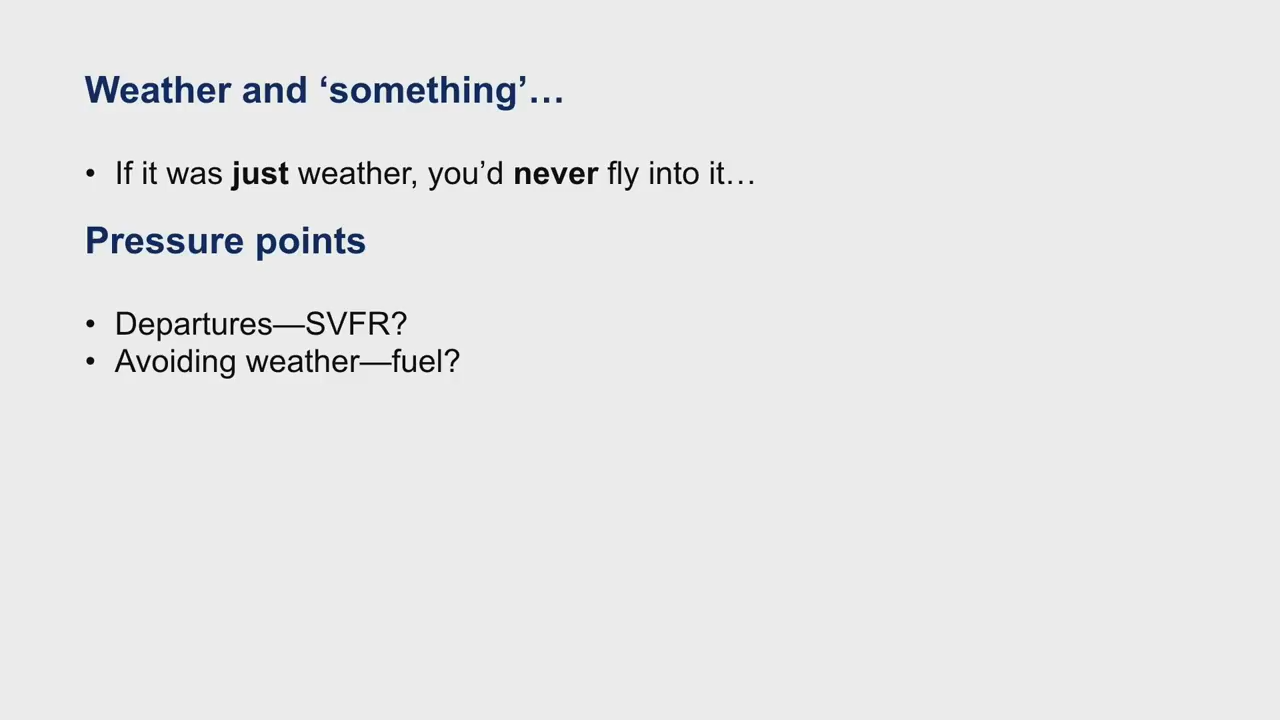 Weather and ‘something’…
• If it was just weather, you’d never fly into it…
Pressure points
• Departures—SVFR?
• Avoiding weather—fuel?